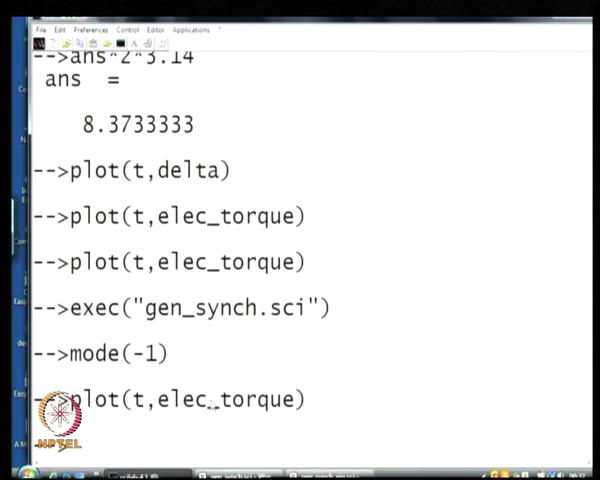 File Edit Preferences Control Editor Applications ?
-->ans*2*3.14
ans =
8.3733333
-->plot(t,delta)
-->plot(t,elec_torque)
-->plot(t,elec_torque)
-->exec("gen_synch.sci")
-->mode(-1)
-->plot(t,elec_torque)
-->
NPTEL